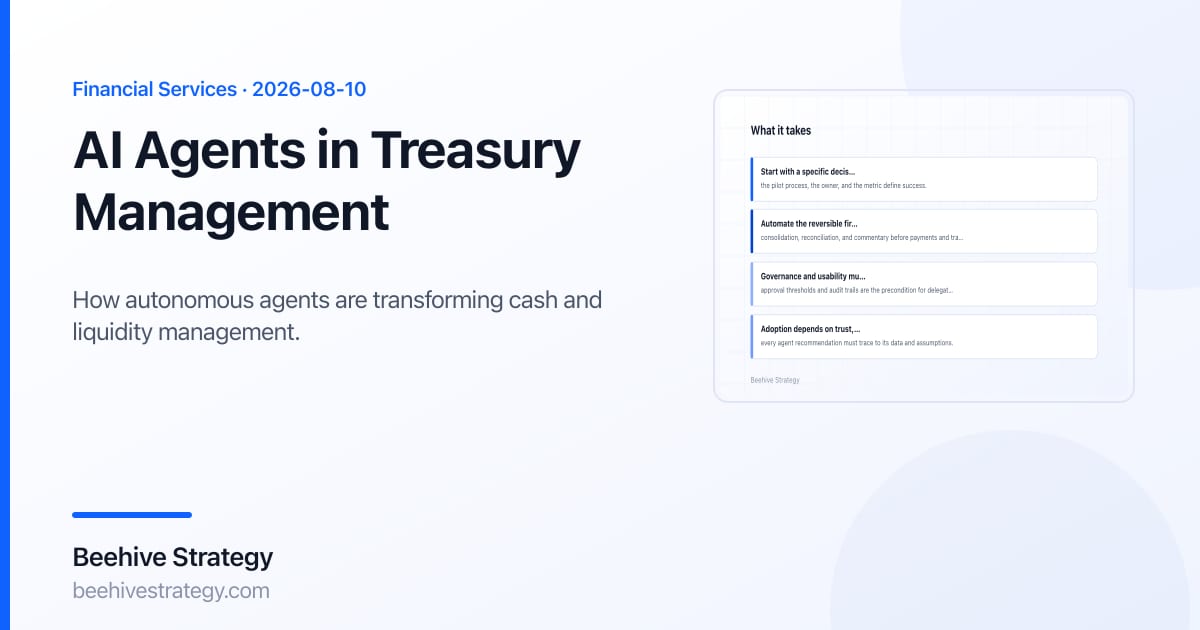 Financial Services · 2026-08-10
AI Agents in Treasury
Management
How autonomous agents are transforming cash and
liquidity management.
Beehive Strategy
beehivestrategy.com
What it takes
Start with a specific decis...
the pilot process, the owner, and the metric define success.
Automate the reversible fir...
consolidation, reconciliation, and commentary before payments and tra...
Governance and usability mu...
approval thresholds and audit trails are the precondition for delegat...
Adoption depends on trust,...
every agent recommendation must trace to its data and assumptions.
Beehive Strategy